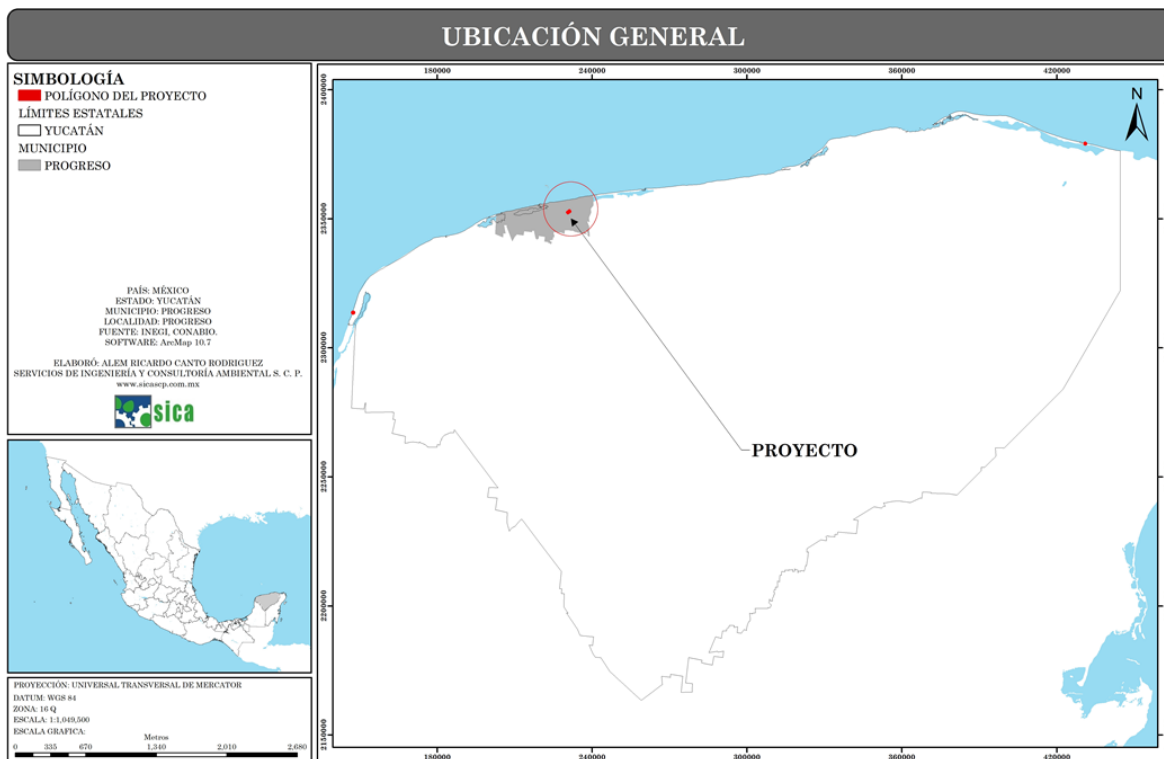 UBICACIÓN GENERAL
SIMBOLOGÍA
POLÍGONO DEL PROYECTO
LÍMITES ESTATALES
YUCATÁN
MUNICIPIO
PROGRESO
PAÍS: MÉXICO
ESTADO: YUCATÁN
MUNICIPIO: PROGRESO
LOCALIDAD: PROGRESO
FUENTE: INEGI, CONABIO.
SOFTWARE: ArcMap 10.7
ELABORÓ: ALEM RICARDO CANTO RODRIGUEZ
SERVICIOS DE INGENIERÍA Y CONSULTORÍA AMBIENTAL S. C. P.
www.sicascp.com.mx
sica
PROYECCIÓN: UNIVERSAL TRANSVERSAL DE MERCATOR
DATUM: WGS 84
ZONA: 16 Q
ESCALA: 1:1,049,500
ESCALA GRAFICA:
Metros
0 335 670 1,340 2,010 2,680
180000 240000 300000 360000 420000
N
2400000
2350000
2300000
2250000
2200000
2150000
PROYECTO
180000 240000 300000 360000 420000